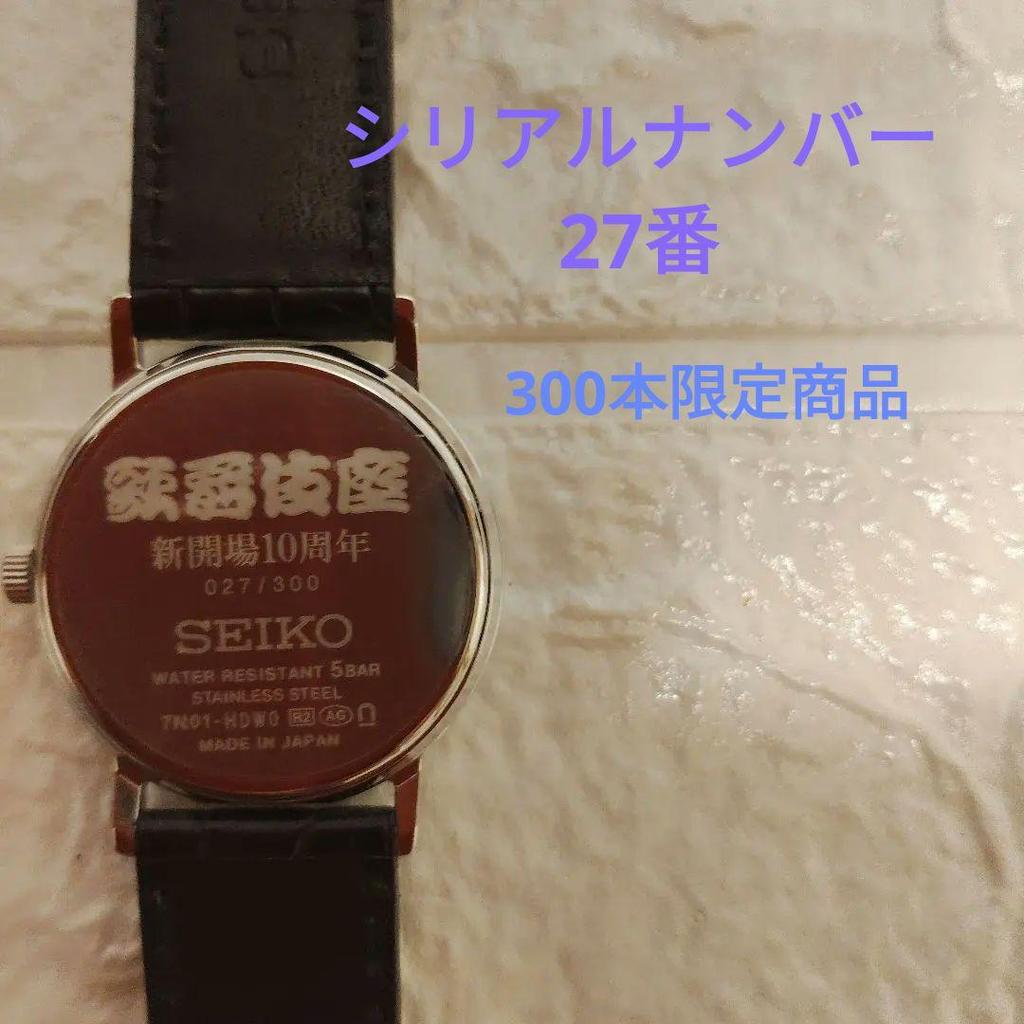 シリアルナンバー
27番
300本限定商品
歌舞伎座
新開場10周年
027/300
SEIKO
WATER RESISTANT 5BAR
STAINLESS STEEL
7N01-HDW0 R2 AG
MADE IN JAPAN